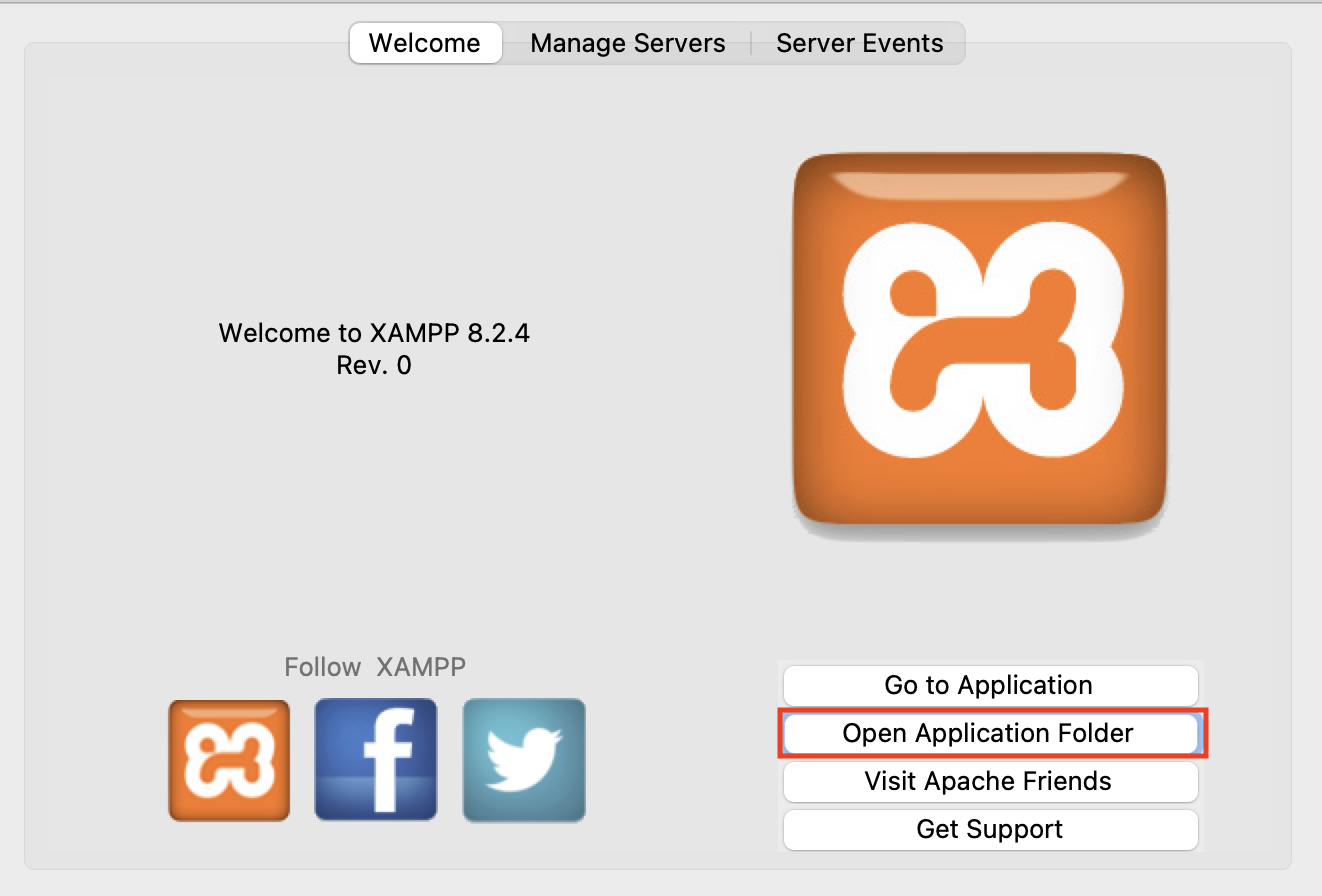 Welcome
Manage Servers
Server Events
Welcome to XAMPP 8.2.4
Rev. 0
Follow XAMPP
Go to Application
Open Application Folder
Visit Apache Friends
Get Support